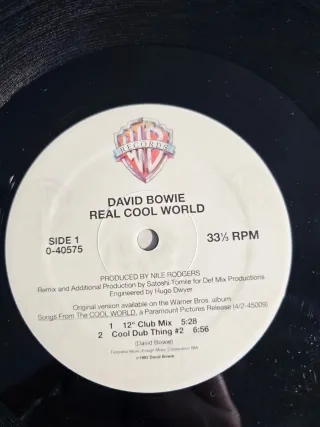 WB
RECORDS
DAVID BOWIE
REAL COOL WORLD
SIDE 1
0-40575
33⅓ RPM
PRODUCED BY NILE RODGERS
Remix and Additional Production by Satoshi Tomiie for Def Mix Productions.
Engineered by Hugo Dwyer
Original version available on the Warner Bros. album
Songs From The COOL WORLD, a Paramount Pictures Release (4/2-45009)
1 12" Club Mix 5:28
2 Cool Dub Thing #2 6:56
(David Bowie)
David Bowie